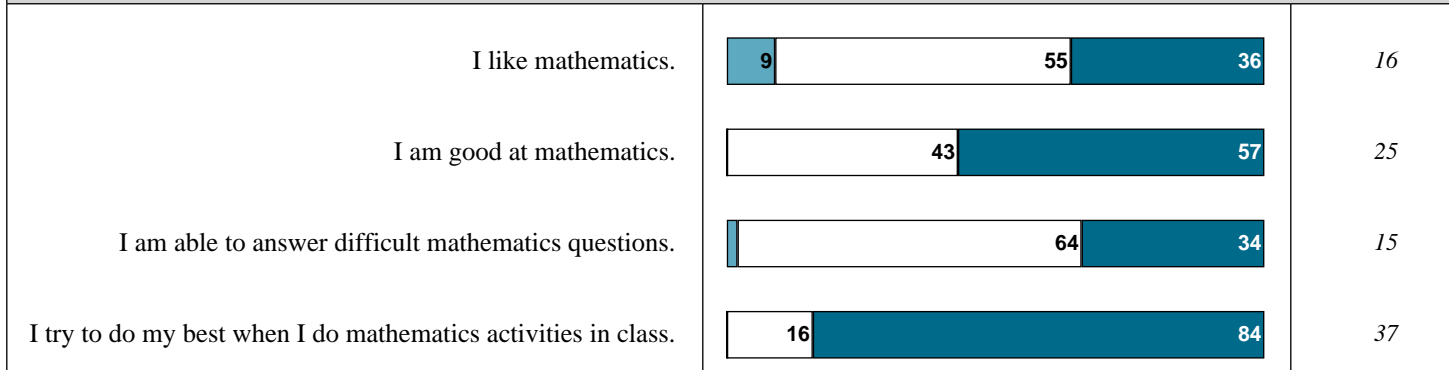 I like mathematics. 9 55 36 16
I am good at mathematics. 43 57 25
I am able to answer difficult mathematics questions. 64 34 15
I try to do my best when I do mathematics activities in class. 16 84 37